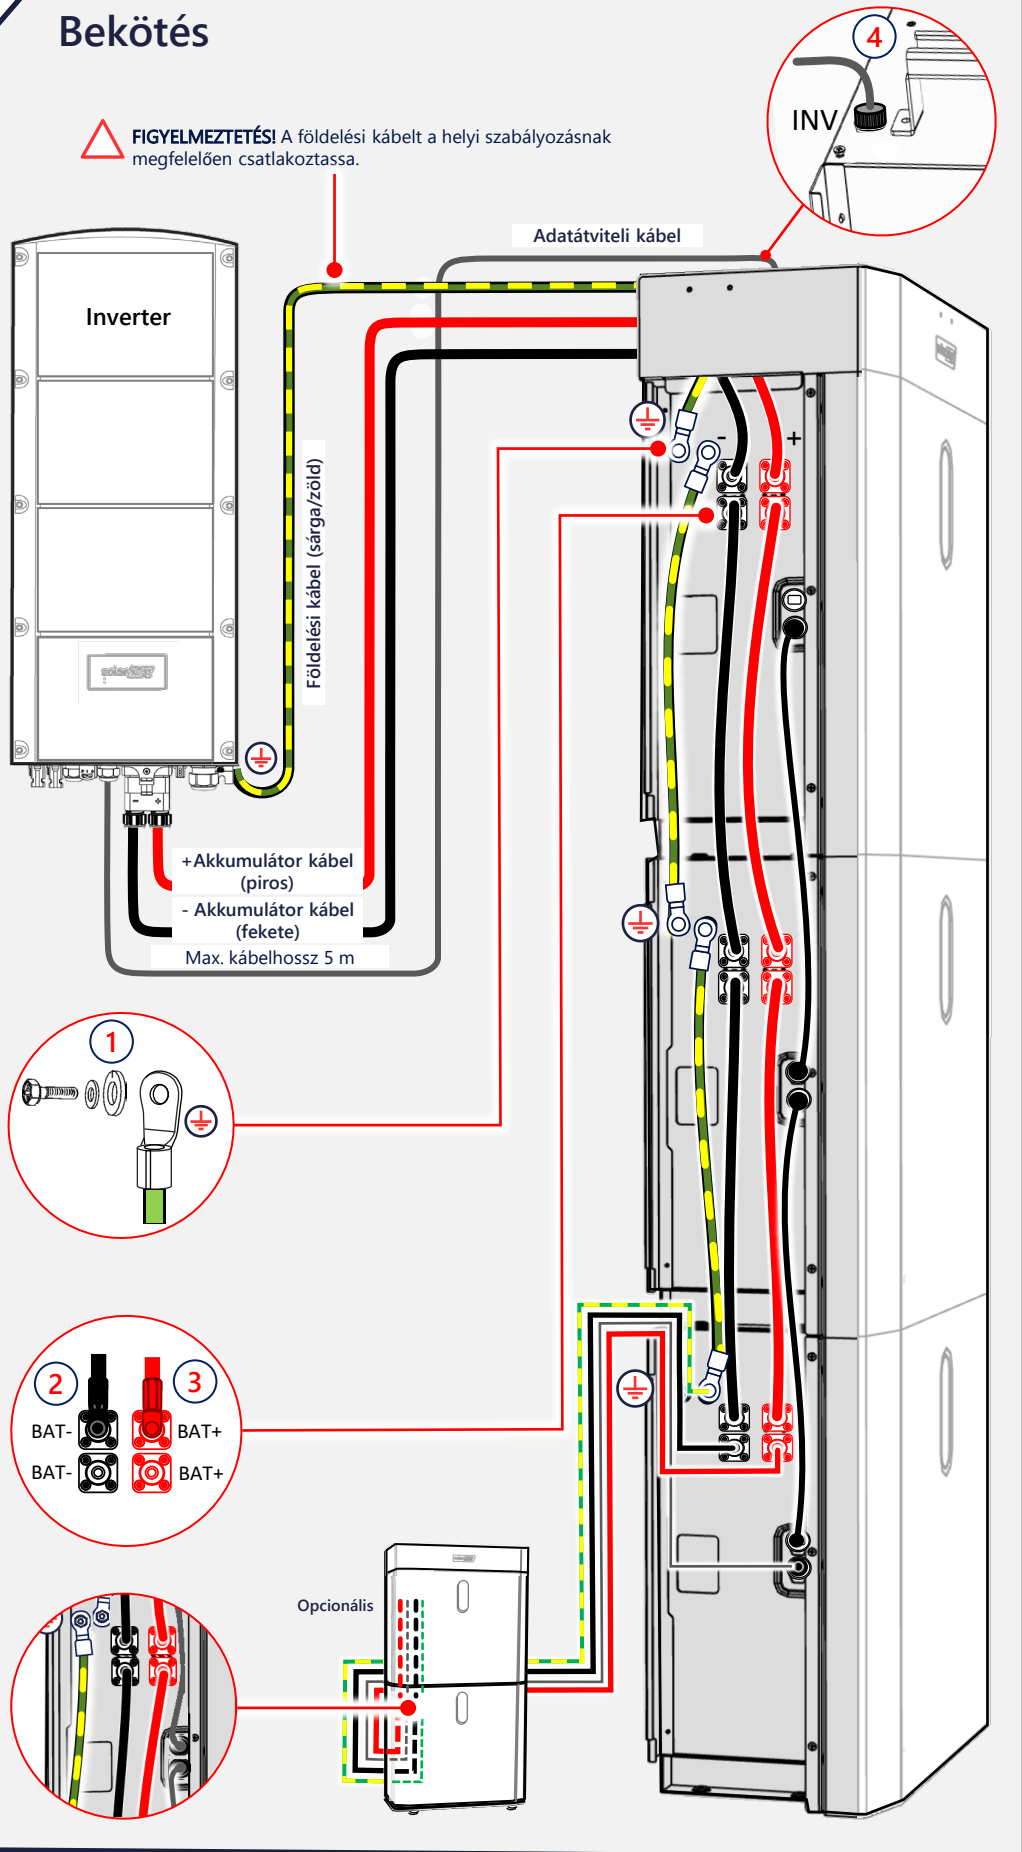 Bekötés
4
INV
FIGYELMEZTETÉS! A földelési kábelt a helyi szabályozásnak
megfelelően csatlakoztassa.
Adatátviteli kábel
Inverter
- +
Földelési kábel (sárga/zöld)
- +
+Akkumulátor kábel
(piros)
- Akkumulátor kábel
(fekete)
Max. kábelhossz 5 m
1
2 3
BAT- BAT+
BAT- BAT+
Opcionális